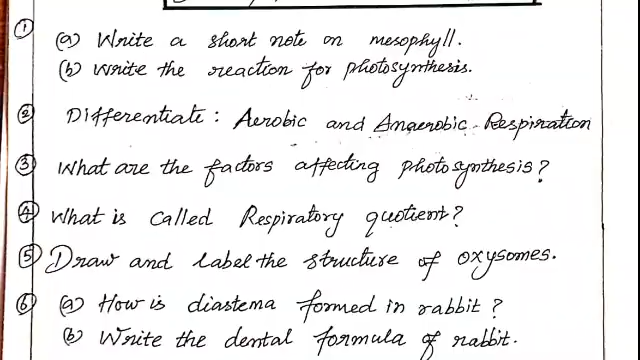 ① (a) Write a short note on mesophyll.
(b) Write the reaction for photosynthesis.
② Differentiate: Aerobic and Anaerobic Respiration
③ What are the factors affecting photosynthesis?
④ What is called Respiratory quotient?
⑤ Draw and label the structure of oxysomes.
⑥ (a) How is diastema formed in rabbit?
(b) Write the dental formula of rabbit.